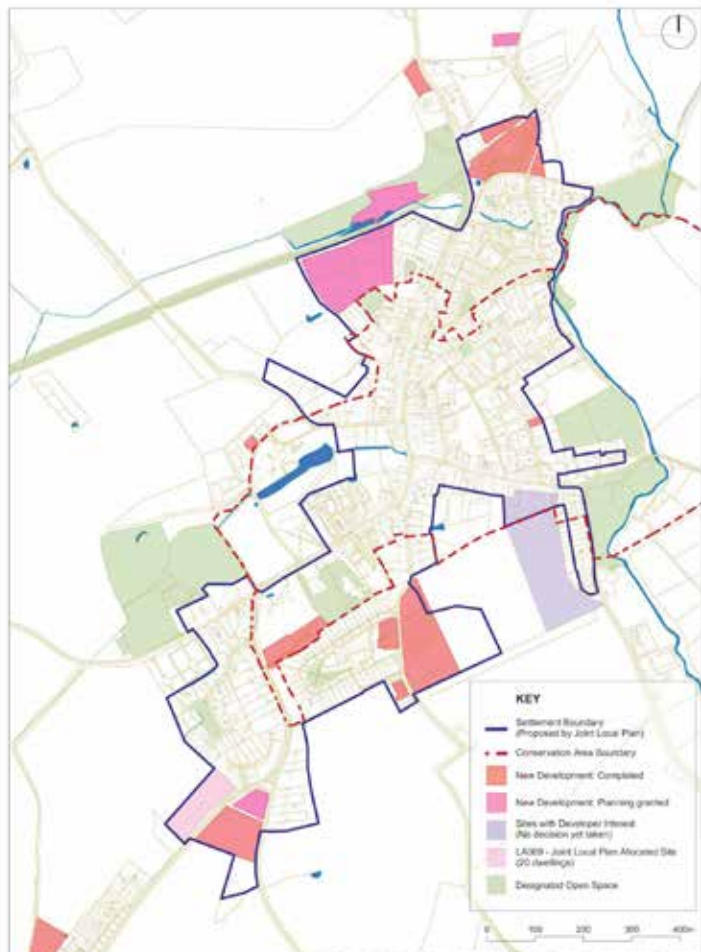 KEY
Settlement Boundary
(Proposed by Joint Local Plan)
Conservation Area Boundary
New Development: Completed
New Development: Planning granted
Sites with Developer Interest
(No decision yet taken)
LA069 - Joint Local Plan Allocated Site
(20 dwellings)
Designated Open Space
0 100 200 300 400m